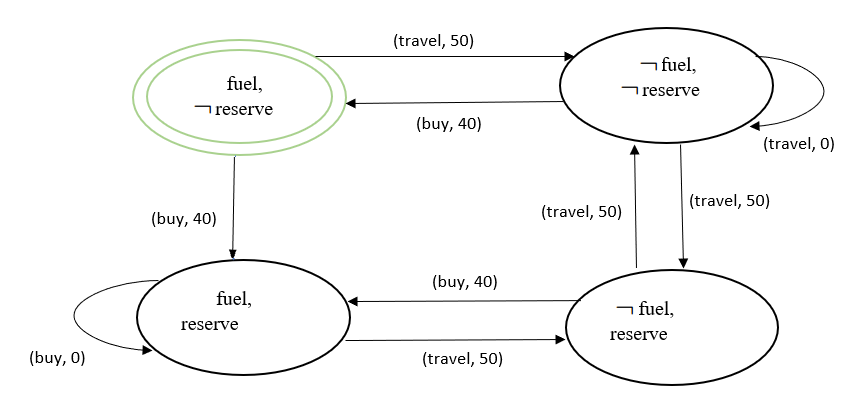 (travel, 50)
fuel,
¬ reserve
¬ fuel,
¬ reserve
(buy, 40)
(travel, 0)
(buy, 40)
(travel, 50)
(travel, 50)
(buy, 40)
fuel,
reserve
¬ fuel,
reserve
(buy, 0)
(travel, 50)